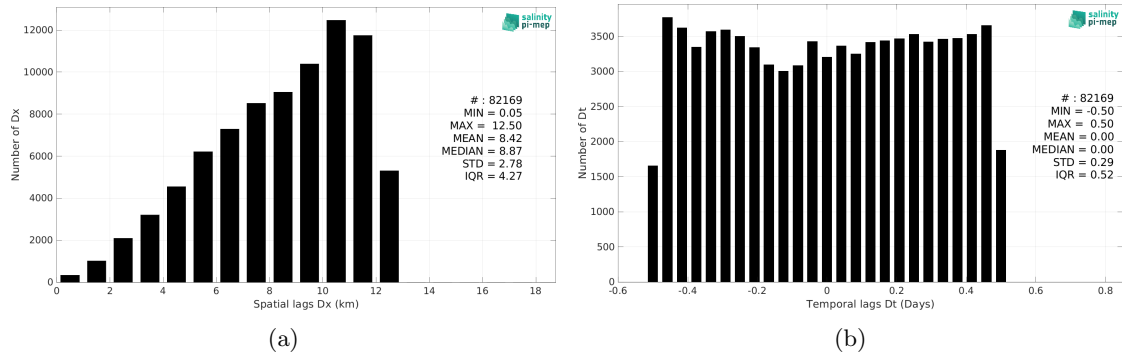 salinity
pi-mep
# : 82169
MIN = 0.05
MAX = 12.50
MEAN = 8.42
MEDIAN = 8.87
STD = 2.78
IQR = 4.27
Number of Dx
12000
10000
8000
6000
4000
2000
0
0 2 4 6 8 10 12 14 16 18
Spatial lags Dx (km)
(a)
salinity
pi-mep
# : 82169
MIN = -0.50
MAX = 0.50
MEAN = 0.00
MEDIAN = 0.00
STD = 0.29
IQR = 0.52
Number of Dt
3500
3000
2500
2000
1500
1000
500
0
-0.6 -0.4 -0.2 0 0.2 0.4 0.6 0.8
Temporal lags Dt (Days)
(b)